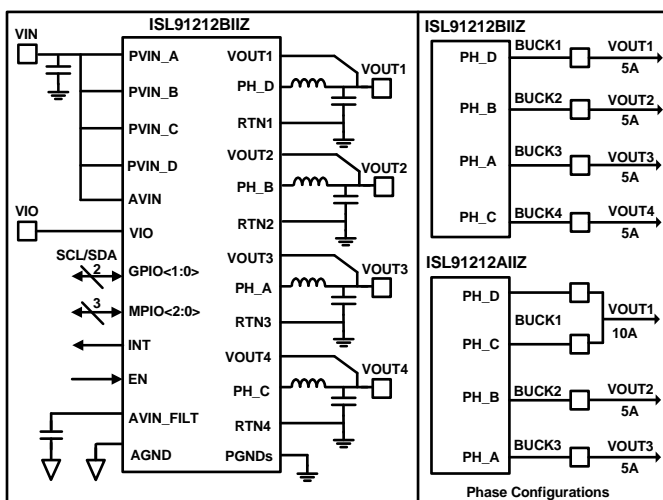 ISL91212BIIZ
VIN
PVIN_A
PVIN_B
PVIN_C
PVIN_D
AVIN
VIO
VIO
SCL/SDA
2
GPIO<1:0>
3
MPIO<2:0>
INT
EN
AVIN_FILT
AGND
VOUT1
PH_D
VOUT1
RTN1
VOUT2
PH_B
VOUT2
RTN2
VOUT3
PH_A
VOUT3
RTN3
VOUT4
PH_C
VOUT4
RTN4
PGNDs
ISL91212BIIZ
PH_D BUCK1 VOUT1
5A
PH_B BUCK2 VOUT2
5A
PH_A BUCK3 VOUT3
5A
PH_C BUCK4 VOUT4
5A
ISL91212AIIZ
PH_D
BUCK1 VOUT1
10A
PH_C
PH_B BUCK2 VOUT2
5A
PH_A BUCK3 VOUT3
5A
Phase Configurations